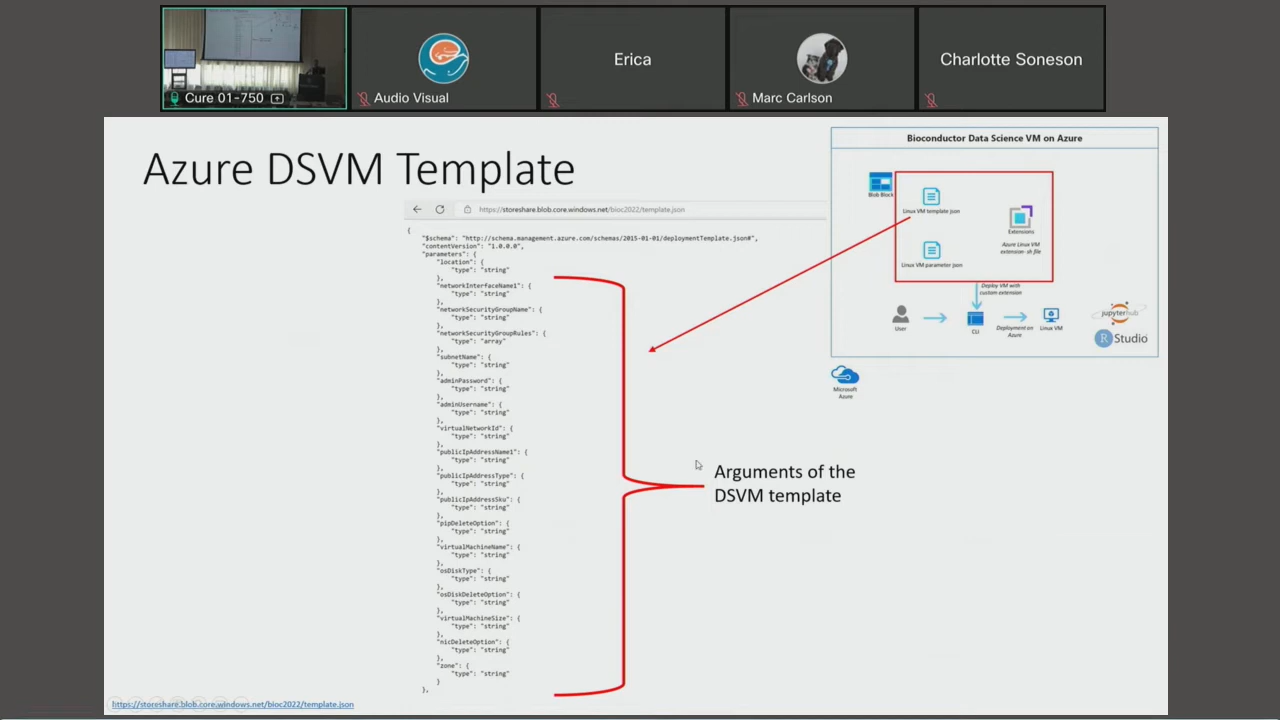 Cure 01-750
Audio Visual
Erica
Marc Carlson
Charlotte Soneson
Azure DSVM Template
https://storeshare.blob.core.windows.net/bioc2022/template.json
{
"$schema": "http://schema.management.azure.com/schemas/2015-01-01/deploymentTemplate.json#",
"contentVersion": "1.0.0.0",
"parameters": {
"location": {
"type": "string"
},
"networkInterfaceName1": {
"type": "string"
},
"networkSecurityGroupName": {
"type": "string"
},
"networkSecurityGroupRules": {
"type": "array"
},
"subnetName": {
"type": "string"
},
"adminPassword": {
"type": "string"
},
"adminUsername": {
"type": "string"
},
"virtualNetworkId": {
"type": "string"
},
"publicIpAddressName1": {
"type": "string"
},
"publicIpAddressType": {
"type": "string"
},
"publicIpAddressSku": {
"type": "string"
},
"pipDeleteOption": {
"type": "string"
},
"virtualMachineName": {
"type": "string"
},
"osDiskType": {
"type": "string"
},
"osDiskDeleteOption": {
"type": "string"
},
"virtualMachineSize": {
"type": "string"
},
"nicDeleteOption": {
"type": "string"
},
"zone": {
"type": "string"
}
},
Arguments of the
DSVM template
Bioconductor Data Science VM on Azure
Blob Block
Linux VM template json
Extensions
Azure Linux VM
extension-sh file
Linux VM parameter json
Deploy VM with
custom extension
User
CLI
Deployment on
Azure
Linux VM
jupyterhub
R Studio
Microsoft
Azure
https://storeshare.blob.core.windows.net/bioc2022/template.json